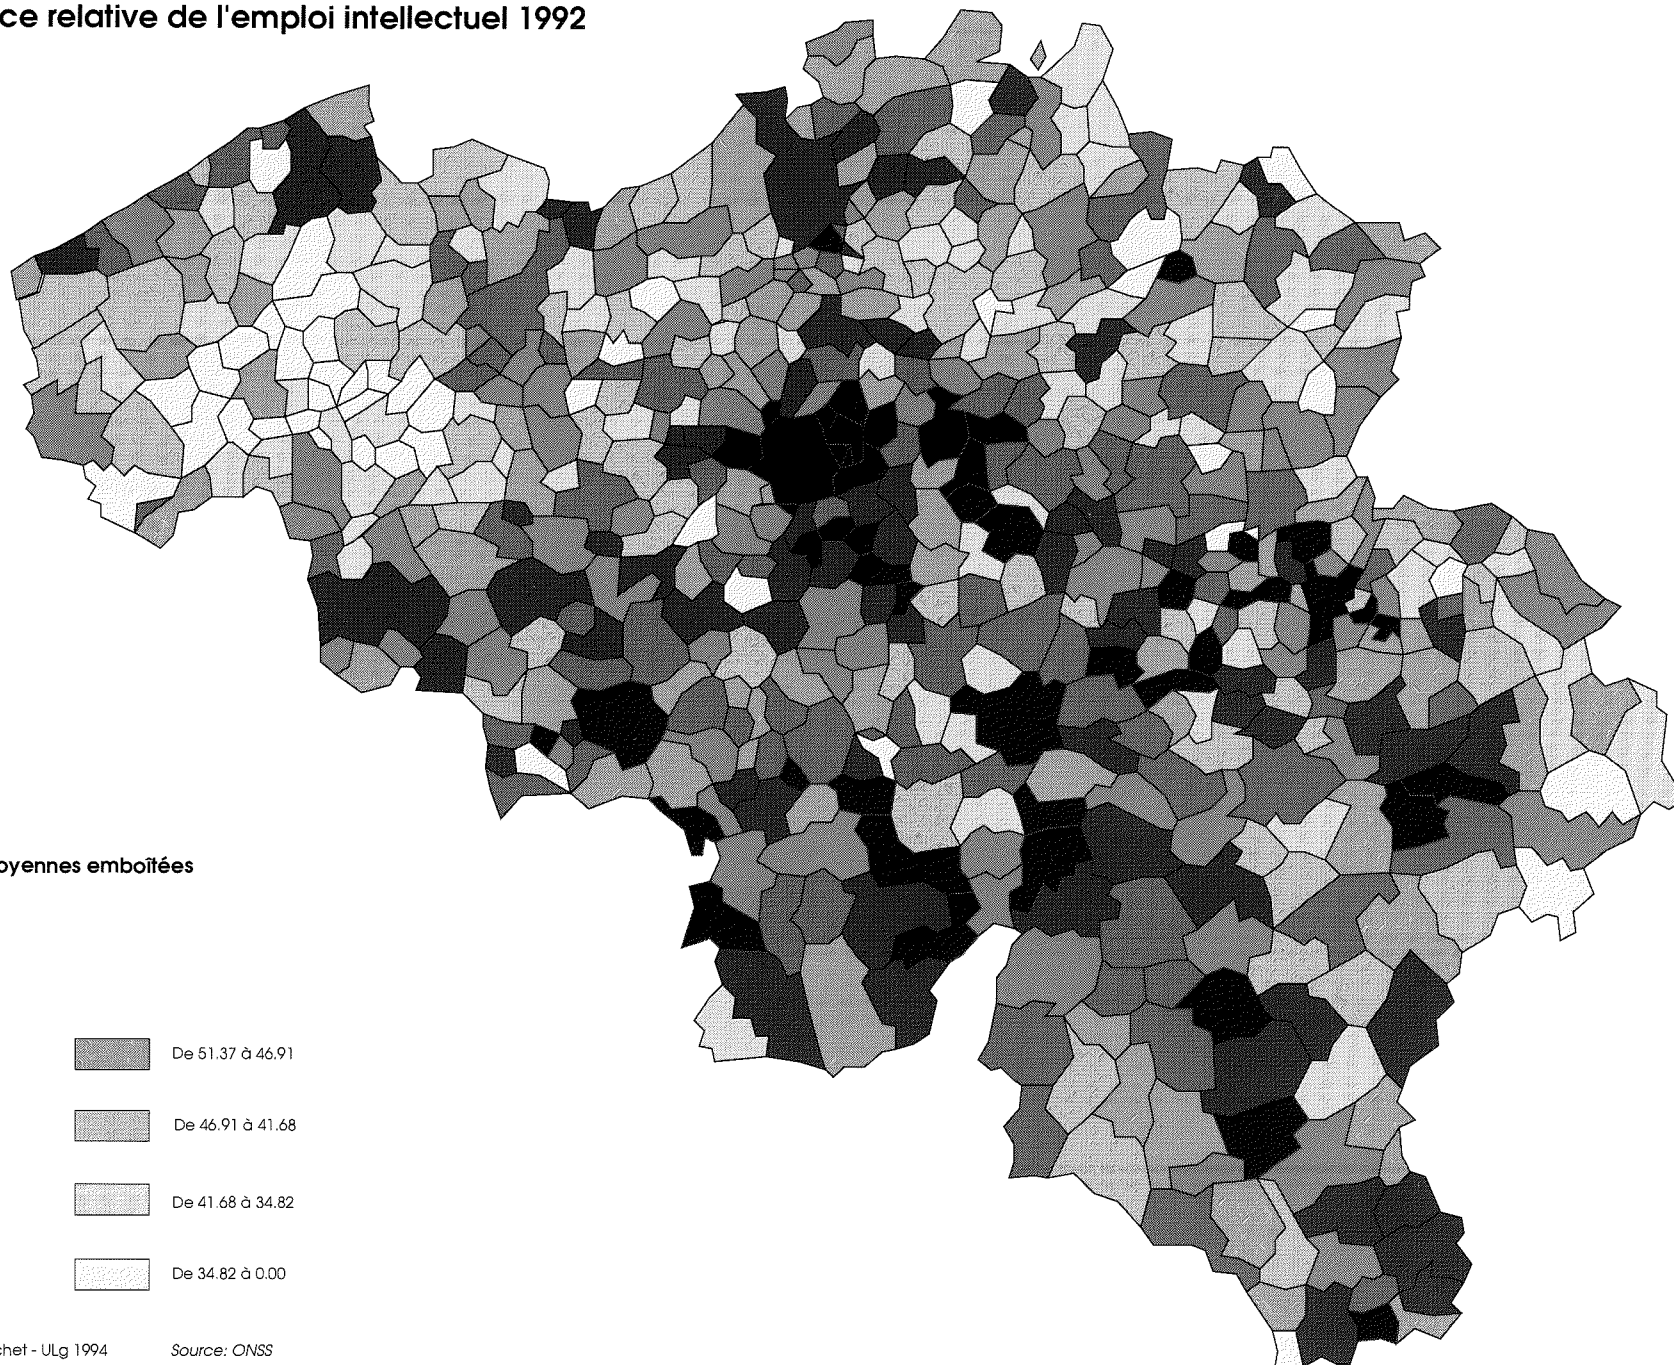 ce relative de l'emploi intellectuel 1992
oyennes emboîtées
De 51.37 à 46.91
De 46.91 à 41.68
De 41.68 à 34.82
De 34.82 à 0.00
chet - ULg 1994 Source: ONSS